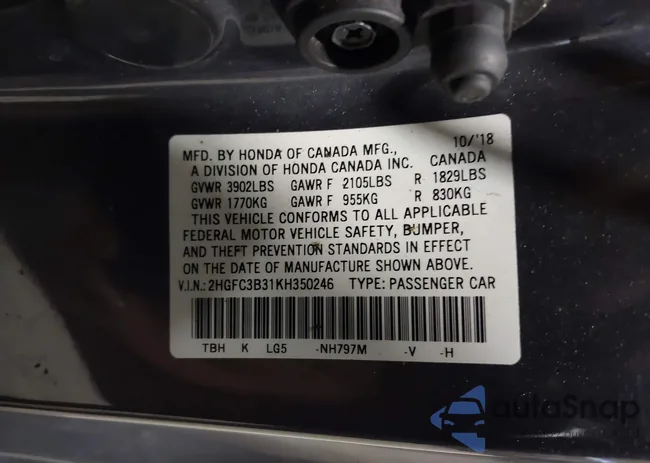 MFD. BY HONDA OF CANADA MFG., 10/'18
A DIVISION OF HONDA CANADA INC. CANADA
GVWR 3902LBS GAWR F 2105LBS R 1829LBS
GVWR 1770KG GAWR F 955KG R 830KG
THIS VEHICLE CONFORMS TO ALL APPLICABLE
FEDERAL MOTOR VEHICLE SAFETY, BUMPER,
AND THEFT PREVENTION STANDARDS IN EFFECT
ON THE DATE OF MANUFACTURE SHOWN ABOVE.
V.I.N.: 2HGFC3B31KH350246 TYPE: PASSENGER CAR
TBH K LG5 -NH797M -V -H
autoSnap
AUTOMOTIVE SOLUTION